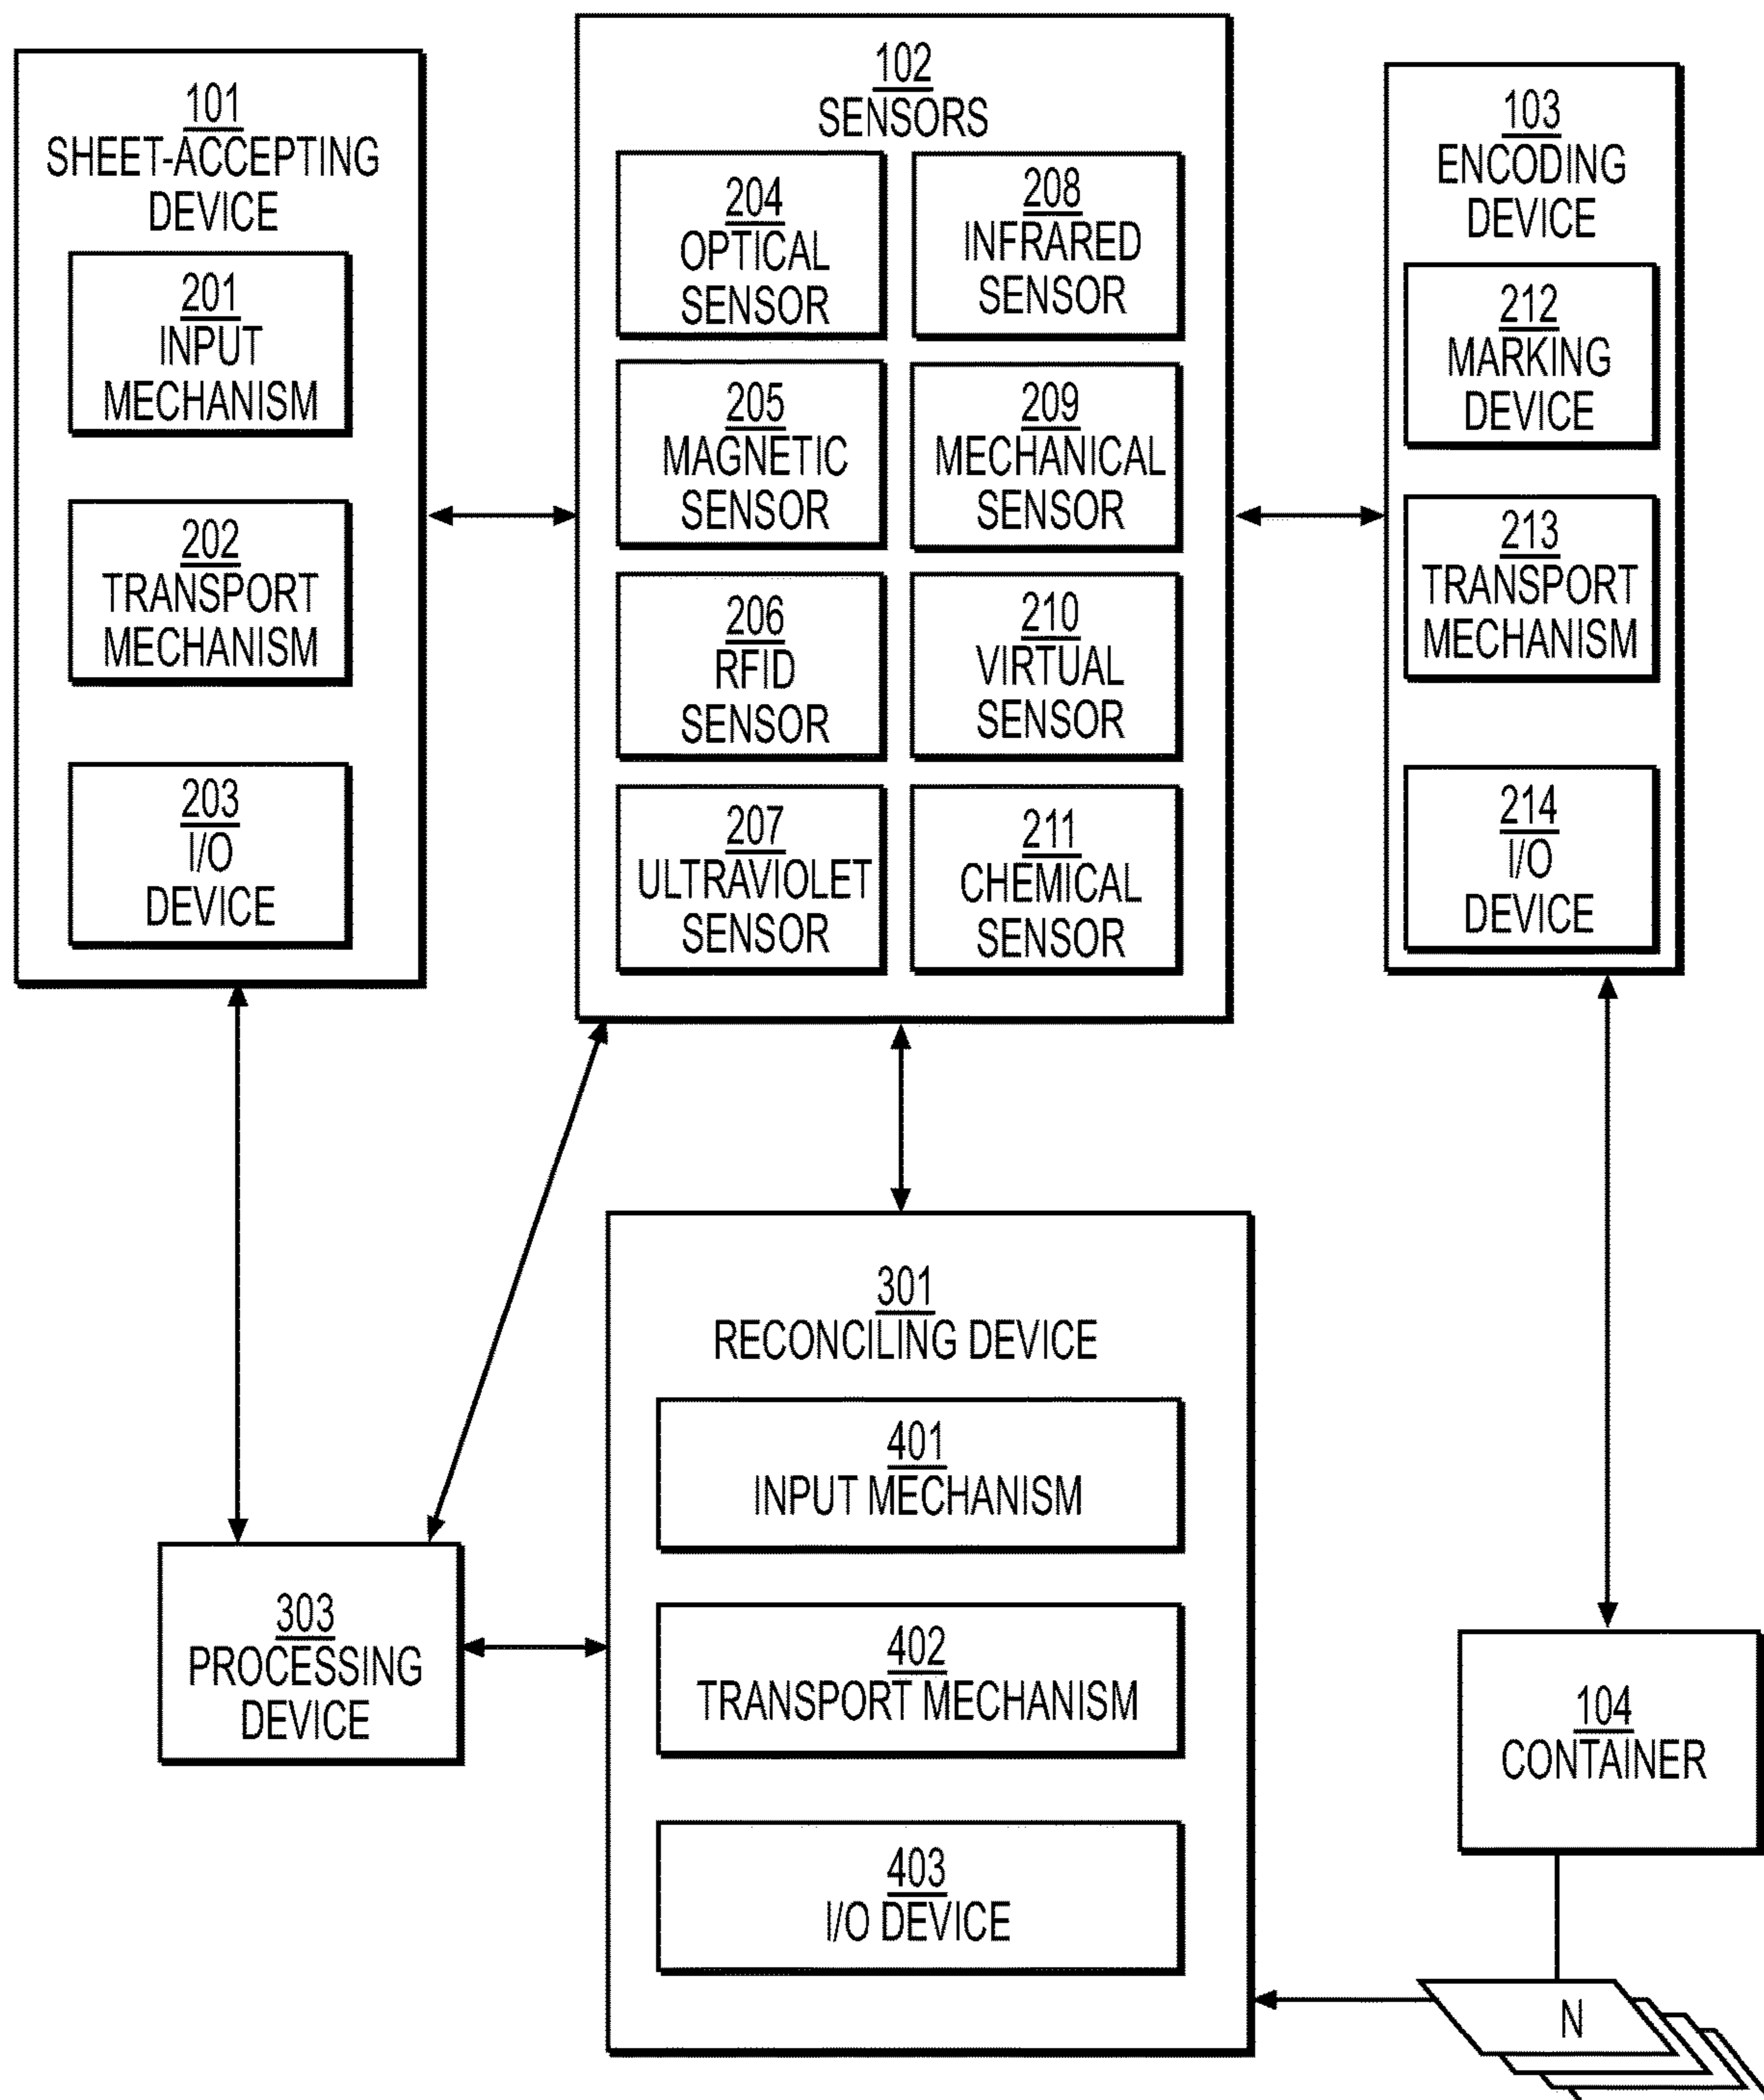 101
SHEET-ACCEPTING
DEVICE
201
INPUT
MECHANISM
202
TRANSPORT
MECHANISM
203
I/O
DEVICE
102
SENSORS
204
OPTICAL
SENSOR
208
INFRARED
SENSOR
205
MAGNETIC
SENSOR
209
MECHANICAL
SENSOR
206
RFID
SENSOR
210
VIRTUAL
SENSOR
207
ULTRAVIOLET
SENSOR
211
CHEMICAL
SENSOR
103
ENCODING
DEVICE
212
MARKING
DEVICE
213
TRANSPORT
MECHANISM
214
I/O
DEVICE
301
RECONCILING DEVICE
401
INPUT MECHANISM
402
TRANSPORT MECHANISM
403
I/O DEVICE
303
PROCESSING
DEVICE
104
CONTAINER
N